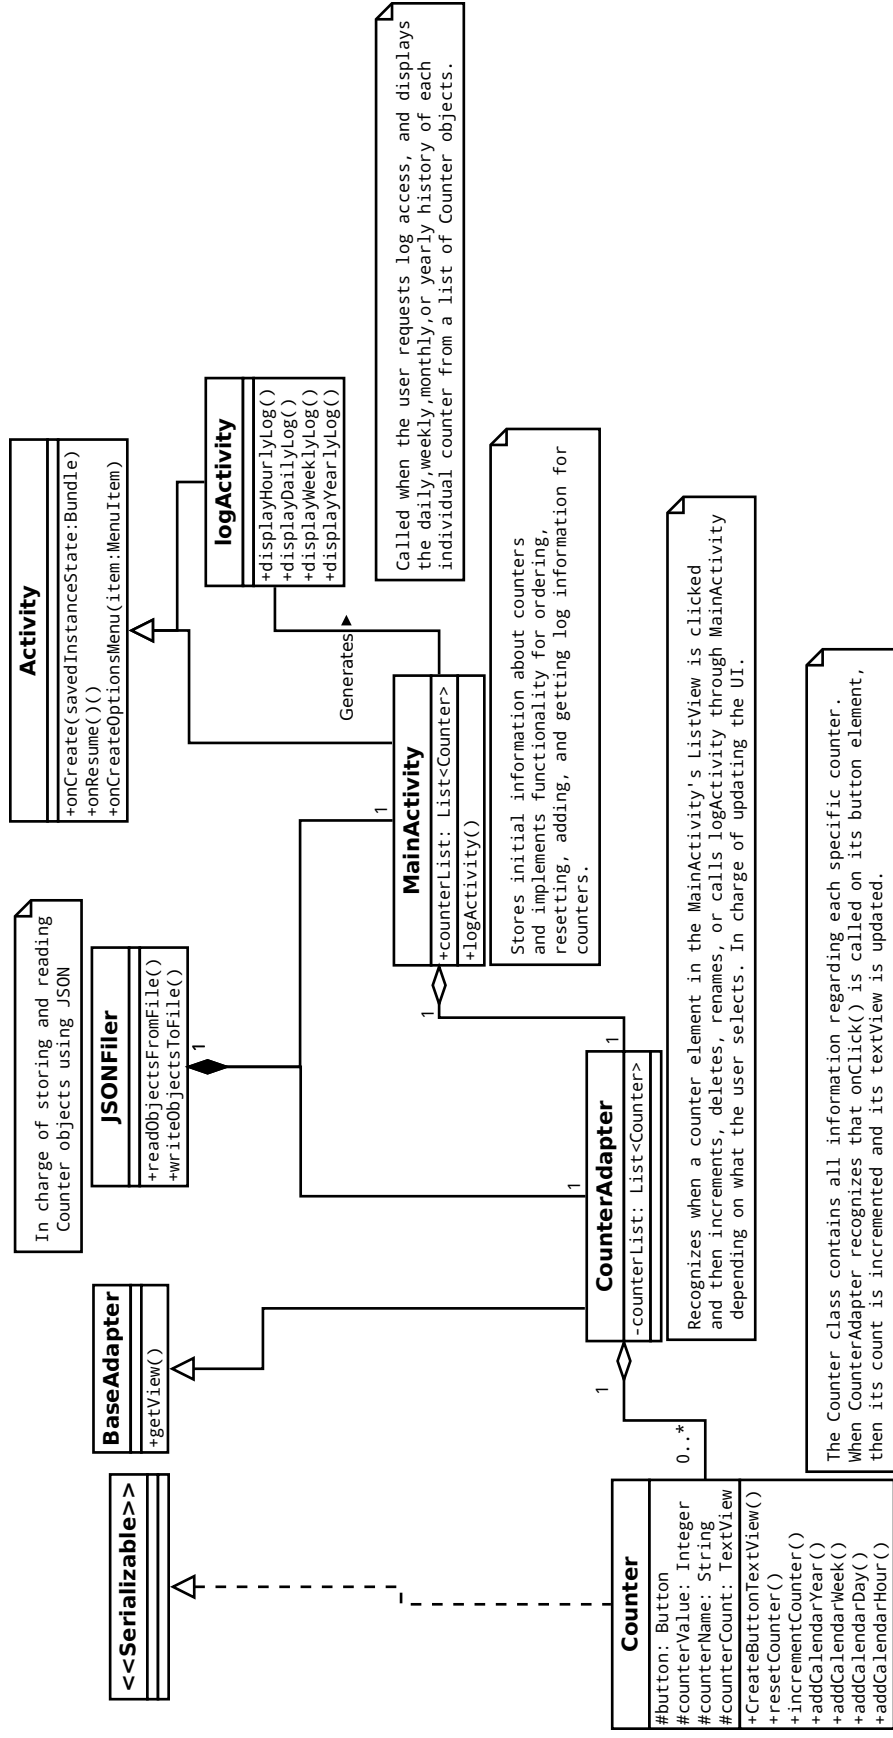 <<Serializable>>
BaseAdapter
+getView()
In charge of storing and reading
Counter objects using JSON
JSONFiler
+readObjectsFromFile()
+writeObjectsToFile()
1
Activity
+onCreate(savedInstanceState:Bundle)
+onResume()()
+onCreateOptionsMenu(item:MenuItem)
logActivity
+displayHourlyLog()
+displayDailyLog()
+displayWeeklyLog()
+displayYearlyLog()
Generates
Called when the user requests log access, and displays
the daily,weekly,monthly,or yearly history of each
individual counter from a list of Counter objects.
1
MainActivity
+counterList: List<Counter>
+logActivity()
1
Stores initial information about counters
and implements functionality for ordering,
resetting, adding, and getting log information for
counters.
1
1
CounterAdapter
-counterList: List<Counter>
1
0..*
Recognizes when a counter element in the MainActivity's ListView is clicked
and then increments, deletes, renames, or calls logActivity through MainActivity
depending on what the user selects. In charge of updating the UI.
Counter
#button: Button
#counterValue: Integer
#counterName: String
#counterCount: TextView
+CreateButtonTextView()
+resetCounter()
+incrementCounter()
+addCalendarYear()
+addCalendarWeek()
+addCalendarDay()
+addCalendarHour()
The Counter class contains all information regarding each specific counter.
When CounterAdapter recognizes that onClick() is called on its button element,
then its count is incremented and its textView is updated.